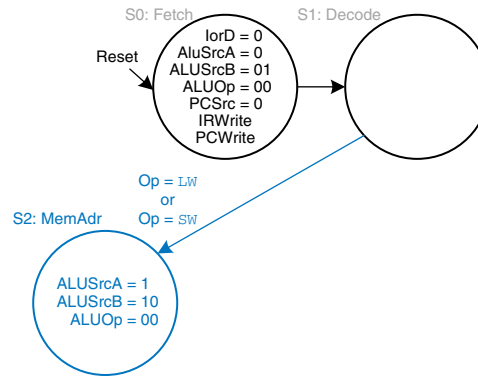 S0: Fetch
S1: Decode
Reset
IorD = 0
AluSrcA = 0
ALUSrcB = 01
ALUOp = 00
PCSrc = 0
IRWrite
PCWrite
Op = LW
or
Op = SW
S2: MemAdr
ALUSrcA = 1
ALUSrcB = 10
ALUOp = 00